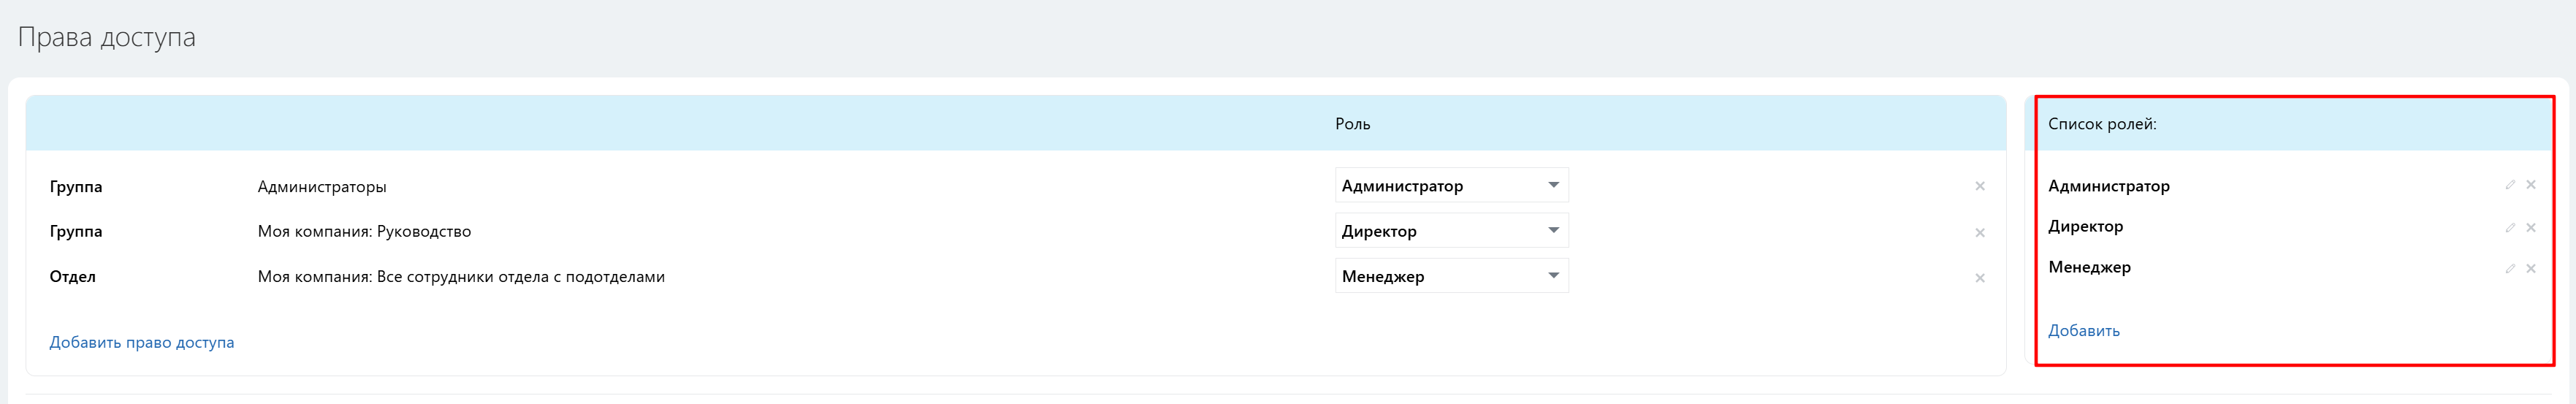 Права доступа
Роль
Группа Администраторы Администратор
Группа Моя компания: Руководство Директор
Отдел Моя компания: Все сотрудники отдела с подотделами Менеджер
Добавить право доступа
Список ролей:
Администратор
Директор
Менеджер
Добавить